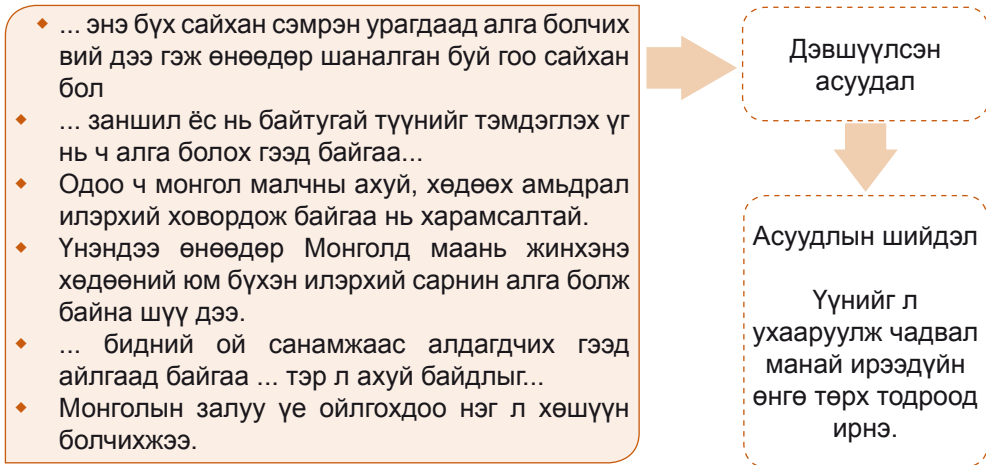 ... энэ бүх сайхан сэмрэн урагдаад алга болчих
вий дээ гэж өнөөдөр шаналган буй гоо сайхан
бол
... заншил ёс нь байтугай түүнийг тэмдэглэх үг
нь ч алга болох гээд байгаа...
Одоо ч монгол малчны ахуй, хөдөөх амьдрал
илэрхий ховордож байгаа нь харамсалтай.
Үнэндээ өнөөдөр Монголд маань жинхэнэ
хөдөөний юм бүхэн илэрхий сарнин алга болж
байна шүү дээ.
... бидний ой санамжаас алдагдчих гээд
айлгаад байгаа ... тэр л ахуй байдлыг...
Монголын залуу үе ойлгохдоо нэг л хөшүүн
болчихжээ.
Дэвшүүлсэн
асуудал
Асуудлын шийдэл
Үүнийг л
ухааруулж чадвал
манай ирээдүйн
өнгө төрх тодроод
ирнэ.